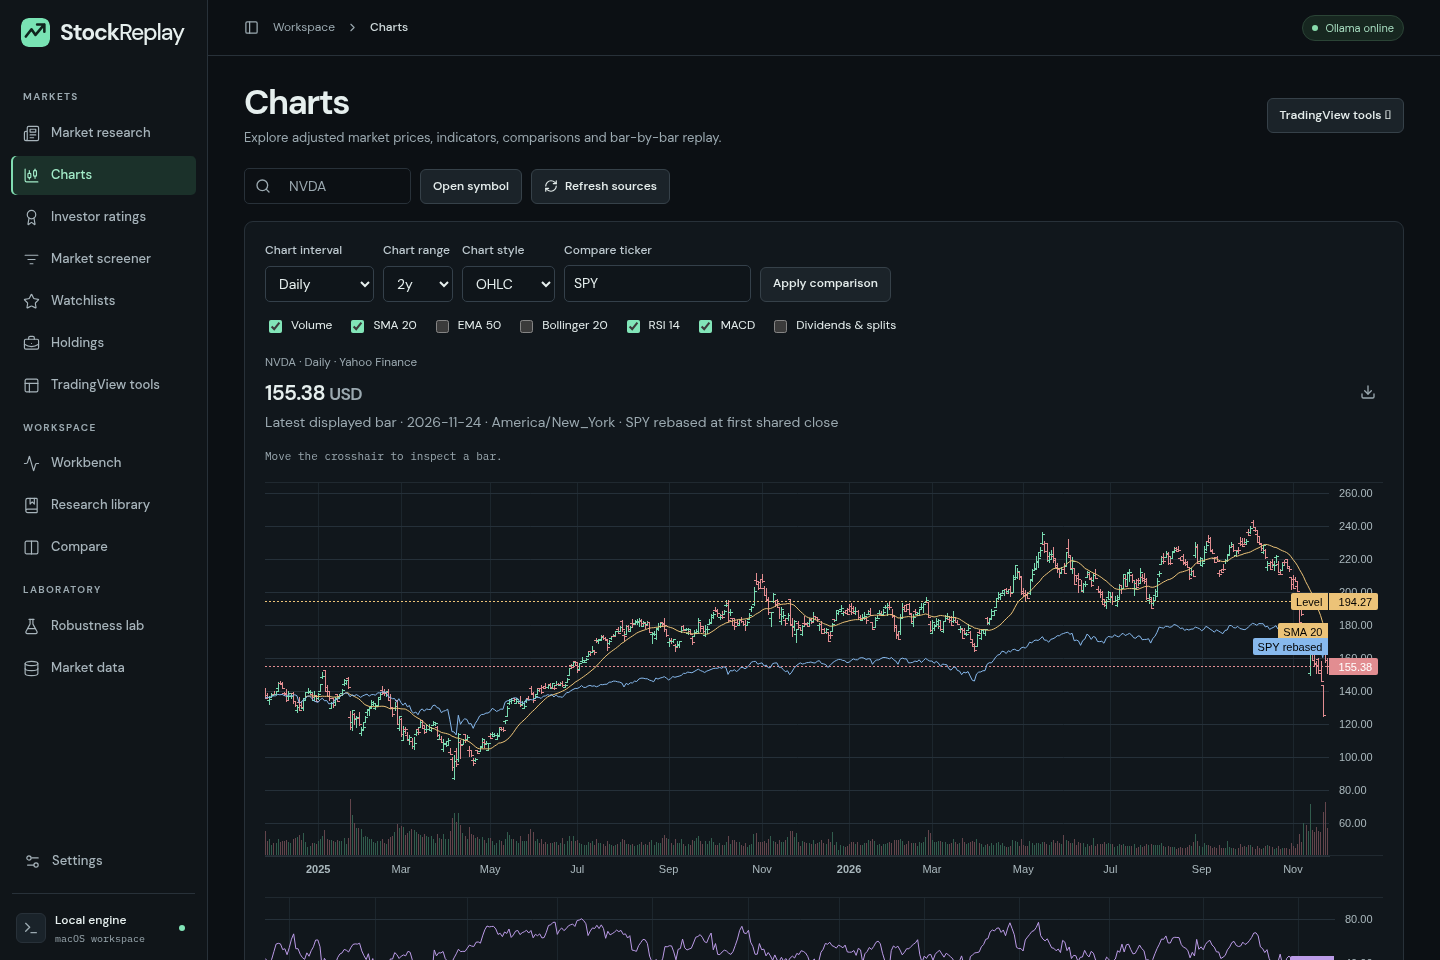 StockReplay
Workspace > Charts
Ollama online
MARKETS
Market research
Charts
Investor ratings
Market screener
Watchlists
Holdings
TradingView tools
WORKSPACE
Workbench
Research library
Compare
LABORATORY
Robustness lab
Market data
Settings
Local engine
macOS workspace
Charts
Explore adjusted market prices, indicators, comparisons and bar-by-bar replay.
TradingView tools
NVDA
Open symbol
Refresh sources
Chart interval
Chart range
Chart style
Compare ticker
Daily
2y
OHLC
SPY
Apply comparison
Volume
SMA 20
EMA 50
Bollinger 20
RSI 14
MACD
Dividends & splits
NVDA · Daily · Yahoo Finance
155.38 USD
Latest displayed bar · 2026-11-24 · America/New_York · SPY rebased at first shared close
Move the crosshair to inspect a bar.
260.00
240.00
220.00
200.00
Level 194.27
180.00
SMA 20
SPY rebased
160.00
155.38
140.00
120.00
100.00
80.00
60.00
2025 Mar May Jul Sep Nov 2026 Mar May Jul Sep Nov
80.00